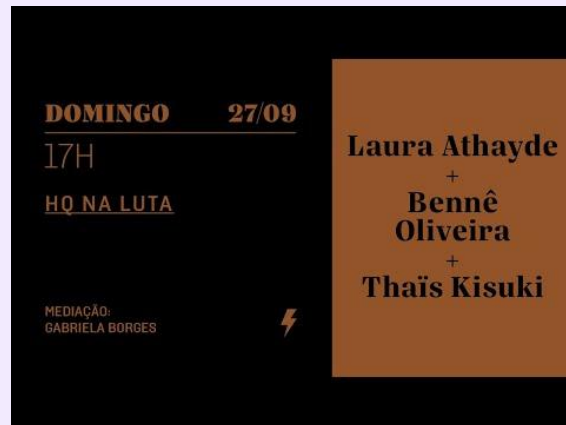 DOMINGO 27/09
17H
HQ NA LUTA
MEDIAÇÃO:
GABRIELA BORGES
Laura Athayde
+
Bennê
Oliveira
+
Thaïs Kisuki